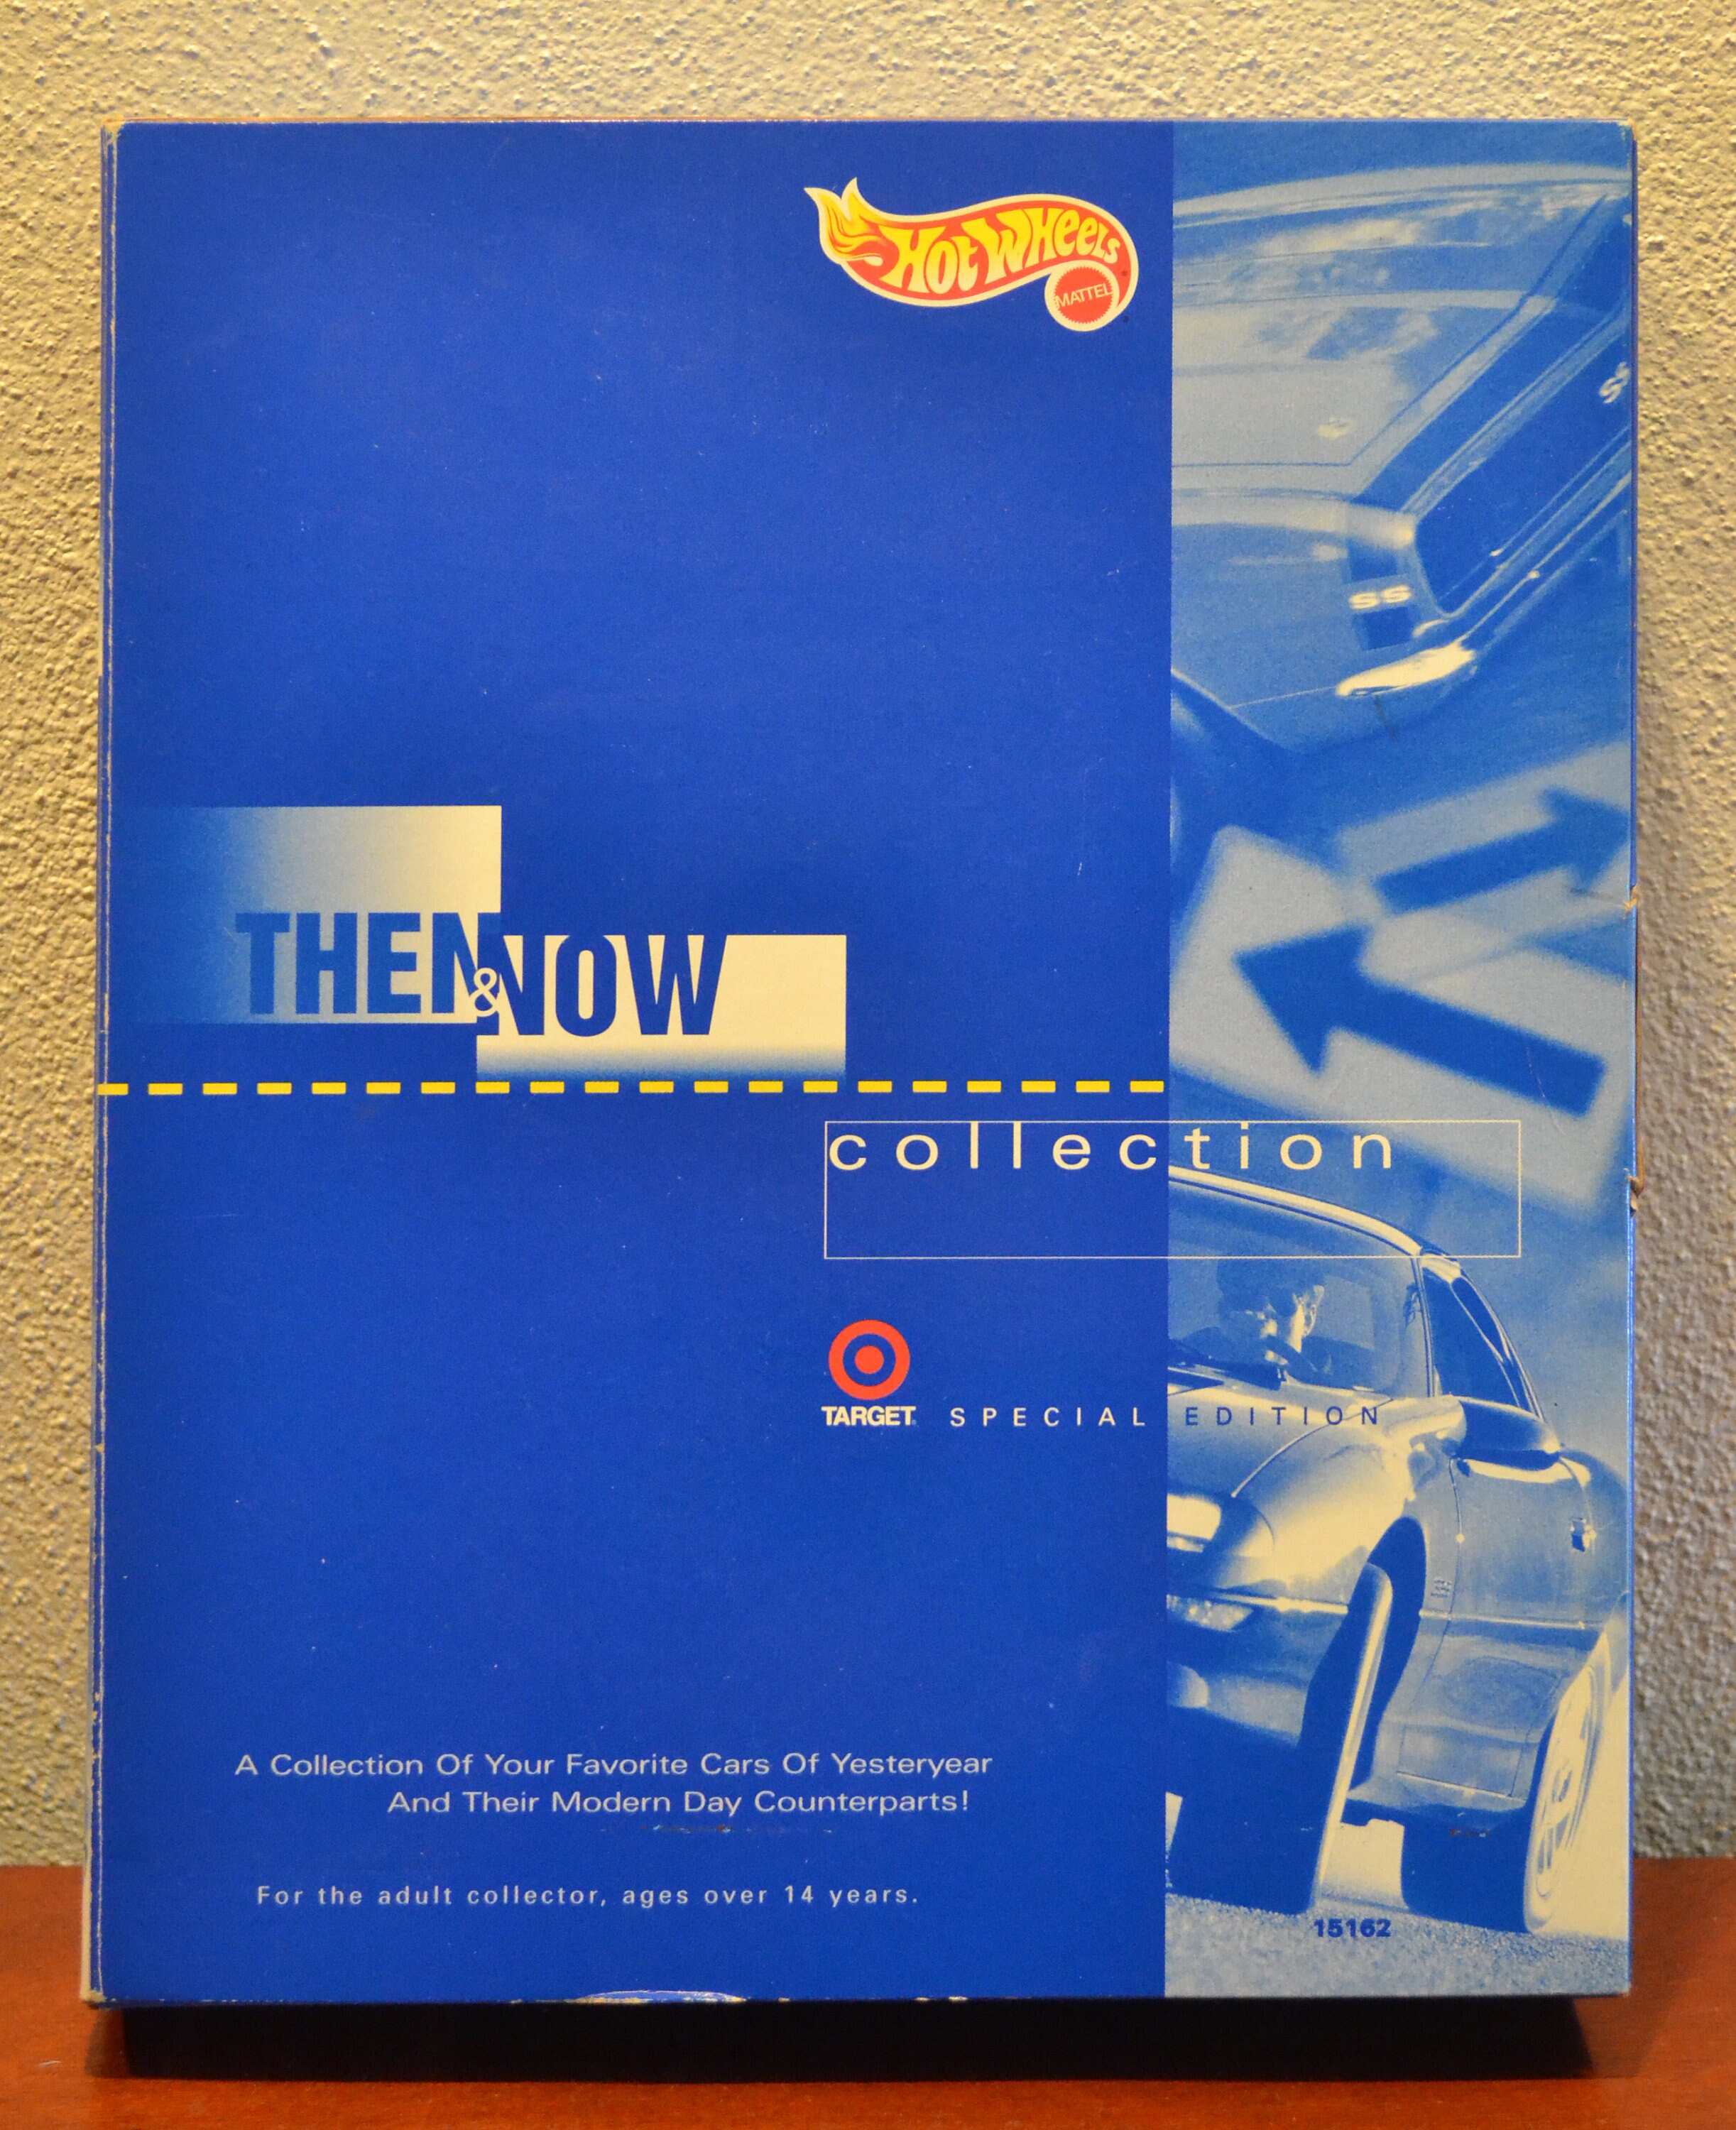 Hot Wheels
MATTEL
SS
THEN & NOW
collection
TARGET SPECIAL EDITION
A Collection Of Your Favorite Cars Of Yesteryear
And Their Modern Day Counterparts!
For the adult collector, ages over 14 years.
15162